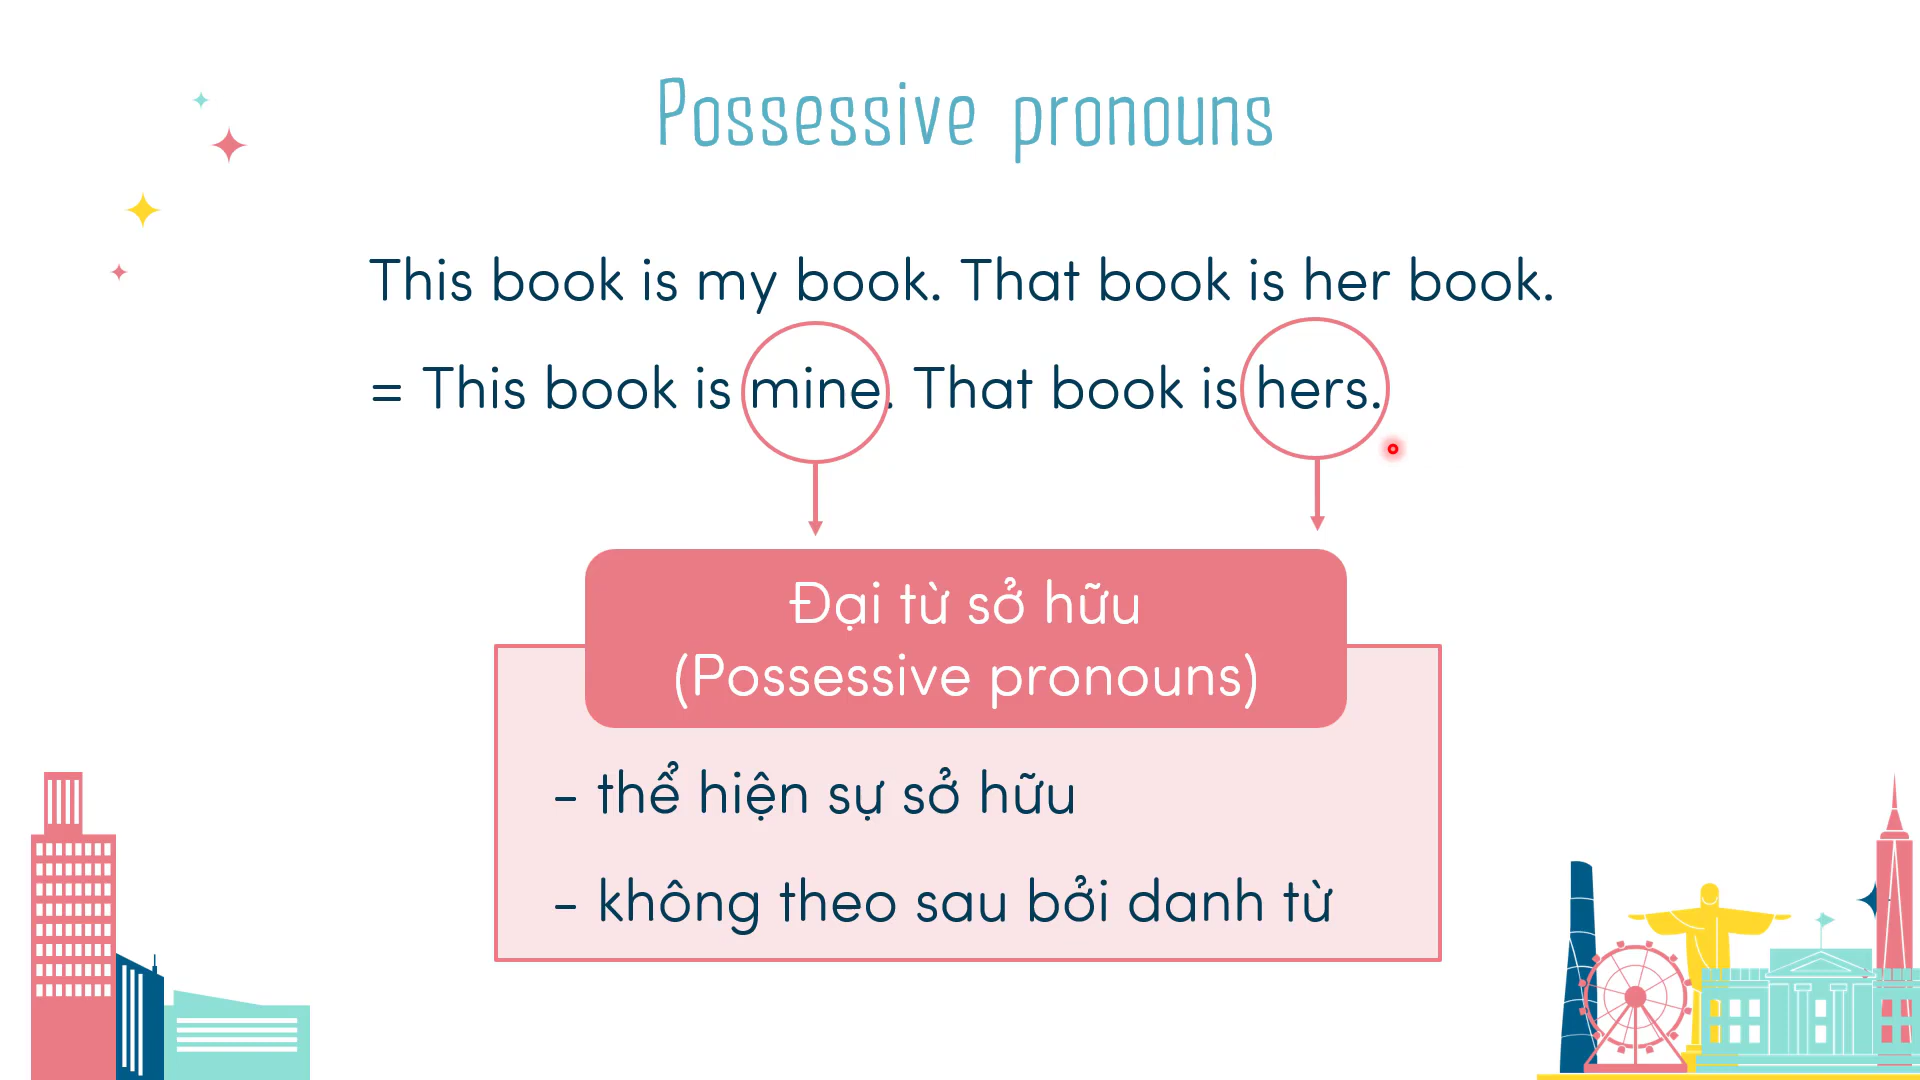 Possessive pronouns
This book is my book. That book is her book.
= This book is mine. That book is hers.
Đại từ sở hữu
(Possessive pronouns)
- thể hiện sự sở hữu
- không theo sau bởi danh từ